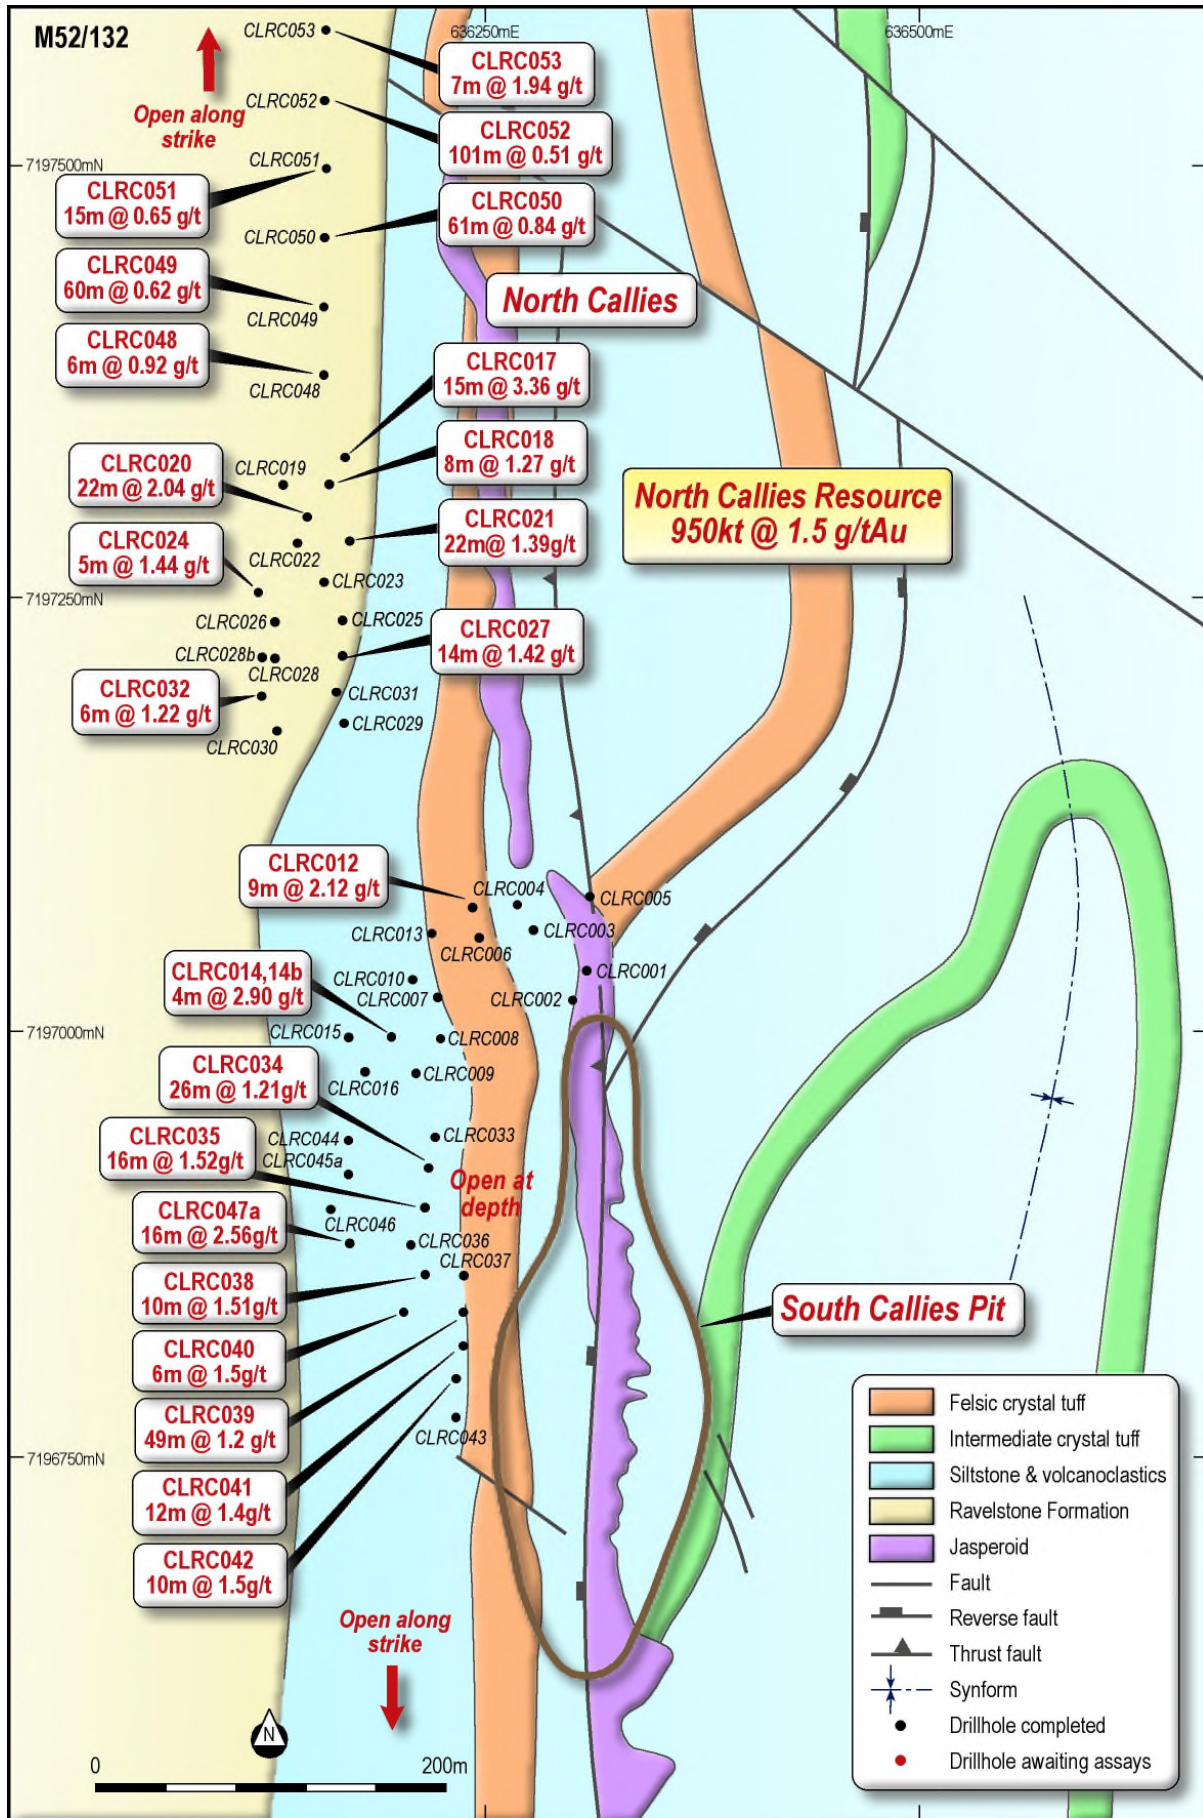 M52/132
CLRC053
636250mE
636500mE
CLRC053
7m @ 1.94 g/t
Open along
strike
CLRC052
CLRC052
101m @ 0.51 g/t
7197500mN
CLRC051
CLRC051
15m @ 0.65 g/t
CLRC050
61m @ 0.84 g/t
CLRC050
CLRC049
60m @ 0.62 g/t
North Callies
CLRC049
CLRC048
6m @ 0.92 g/t
CLRC048
CLRC017
15m @ 3.36 g/t
CLRC018
8m @ 1.27 g/t
CLRC019
CLRC020
22m @ 2.04 g/t
North Callies Resource
950kt @ 1.5 g/tAu
CLRC021
22m@ 1.39g/t
CLRC024
5m @ 1.44 g/t
CLRC022
CLRC023
7197250mN
CLRC026
CLRC025
CLRC027
14m @ 1.42 g/t
CLRC028b
CLRC028
CLRC032
6m @ 1.22 g/t
CLRC031
CLRC029
CLRC030
CLRC012
9m @ 2.12 g/t
CLRC004
CLRC005
CLRC003
CLRC013
CLRC006
CLRC001
CLRC014,14b
4m @ 2.90 g/t
CLRC010
CLRC007
CLRC002
7197000mN
CLRC015
CLRC008
CLRC034
26m @ 1.21g/t
CLRC016
CLRC009
CLRC035
16m @ 1.52g/t
CLRC044
CLRC033
CLRC045a
Open at
depth
CLRC047a
16m @ 2.56g/t
CLRC046
CLRC036
CLRC037
CLRC038
10m @ 1.51g/t
South Callies Pit
CLRC040
6m @ 1.5g/t
CLRC039
49m @ 1.2 g/t
CLRC043
7196750mN
CLRC041
12m @ 1.4g/t
CLRC042
10m @ 1.5g/t
Open along
strike
N
0
200m
Felsic crystal tuff
Intermediate crystal tuff
Siltstone & volcanoclastics
Ravelstone Formation
Jasperoid
Fault
Reverse fault
Thrust fault
Synform
Drillhole completed
Drillhole awaiting assays